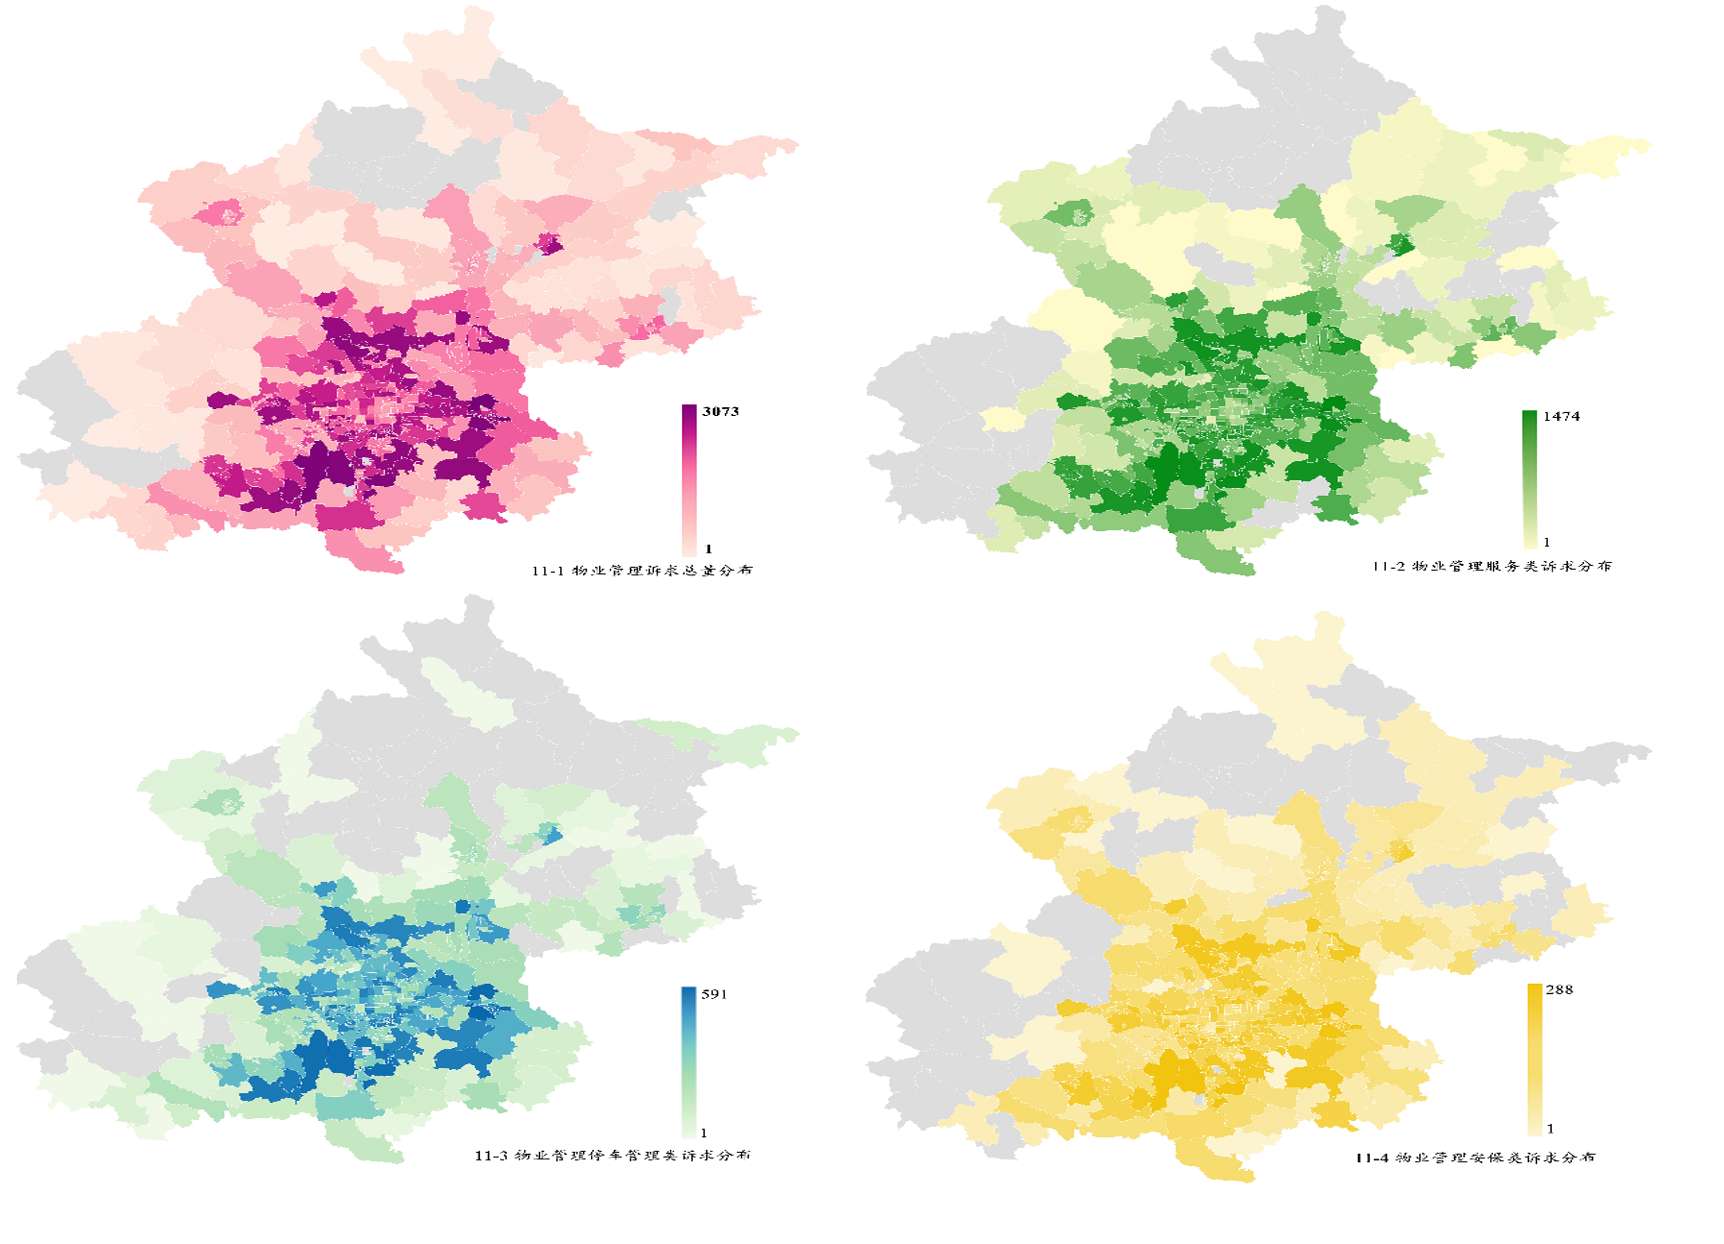 3073
1
11-1 物业管理诉求总量分布
1474
1
11-2 物业管理服务类诉求分布
591
1
11-3 物业管理停车管理类诉求分布
288
1
11-4 物业管理安保类诉求分布